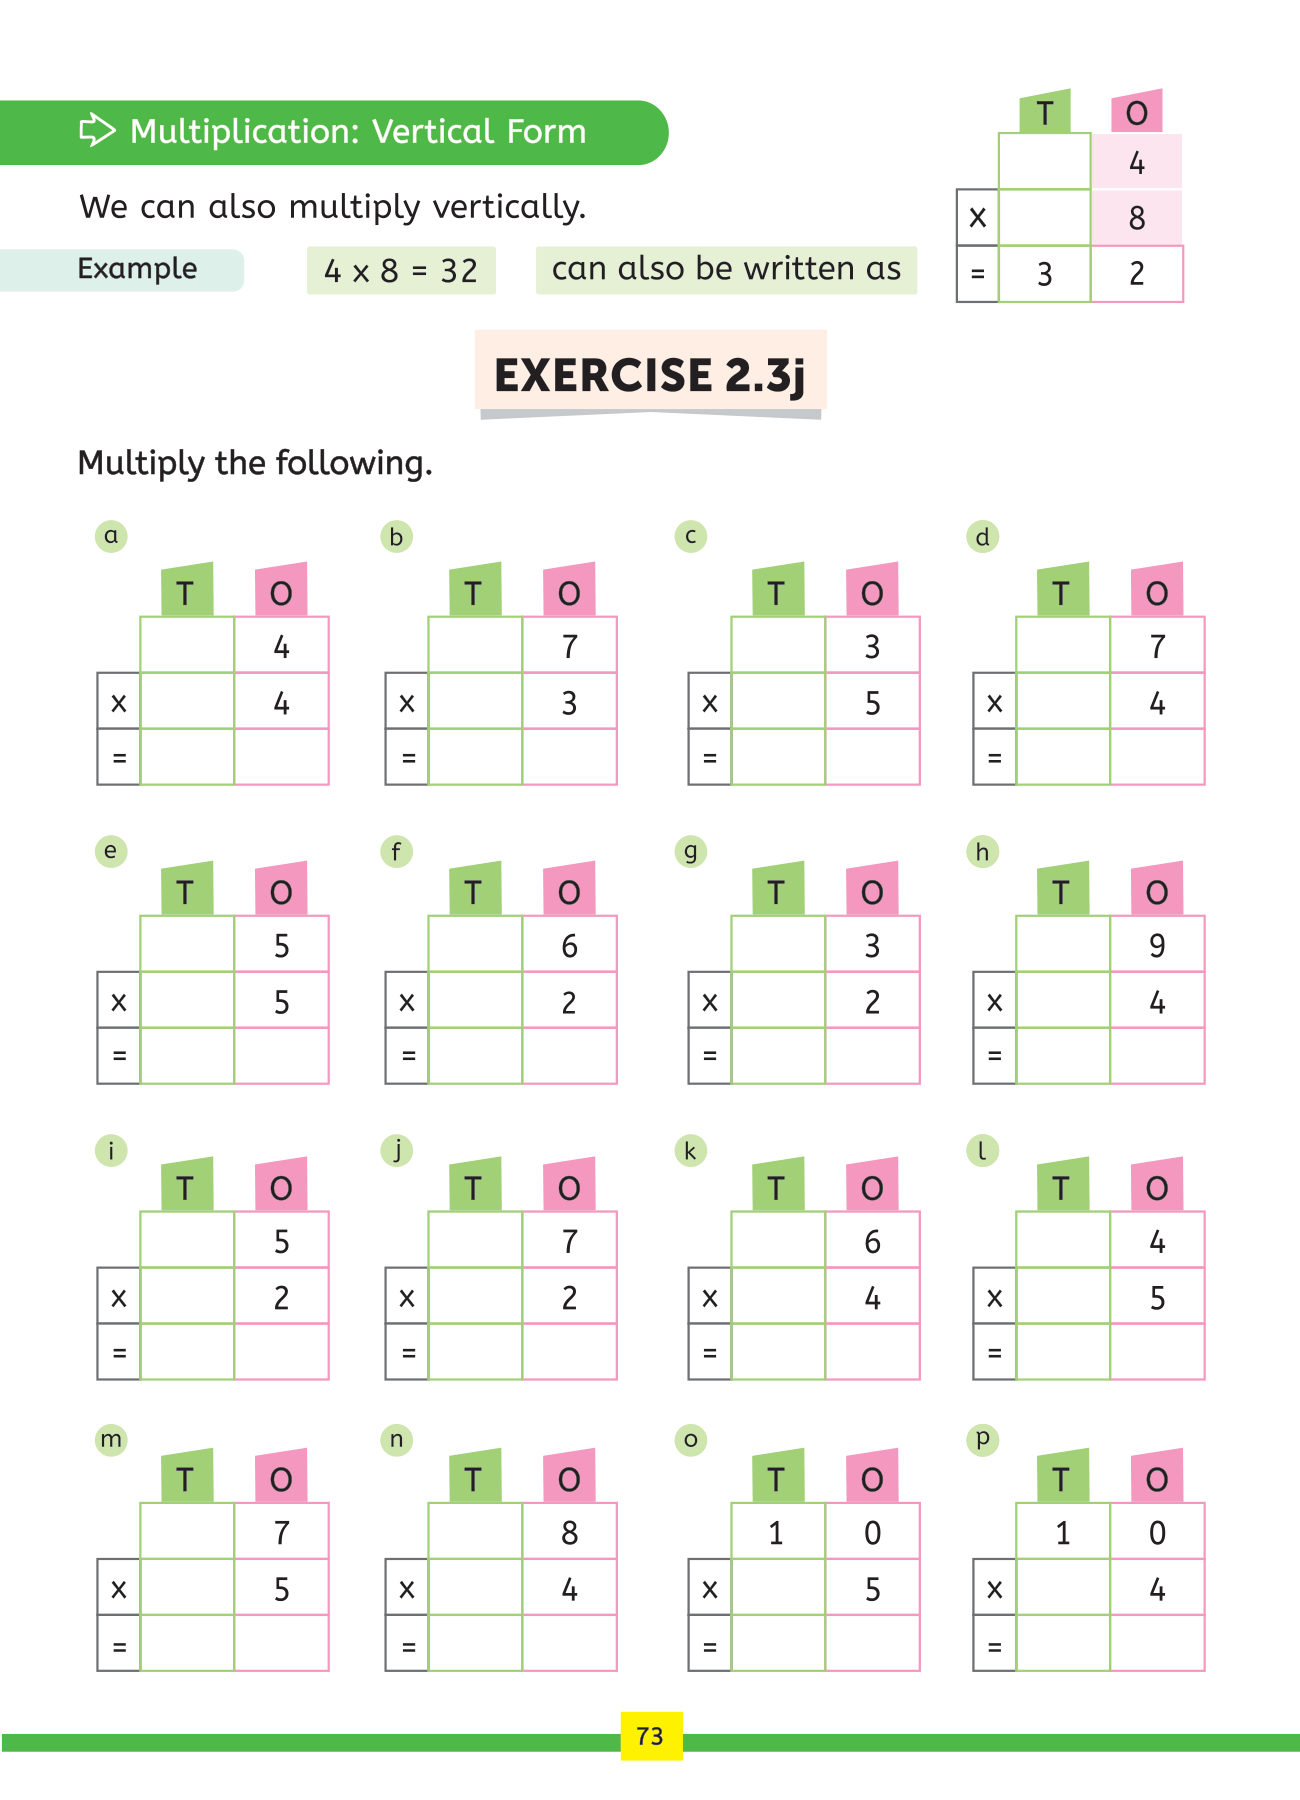 Multiplication: Vertical Form
We can also multiply vertically.
Example 4 x 8 = 32 can also be written as
T O
4
x 8
= 3 2
EXERCISE 2.3j
Multiply the following.
a b c d
T O T O T O T O
4 7 3 7
x 4 x 3 x 5 x 4
= = = =
e f g h
T O T O T O T O
5 6 3 9
x 5 x 2 x 2 x 4
= = = =
i j k l
T O T O T O T O
5 7 6 4
x 2 x 2 x 4 x 5
= = = =
m n o p
T O T O T O T O
7 8 1 0 1 0
x 5 x 4 x 5 x 4
= = = =
73